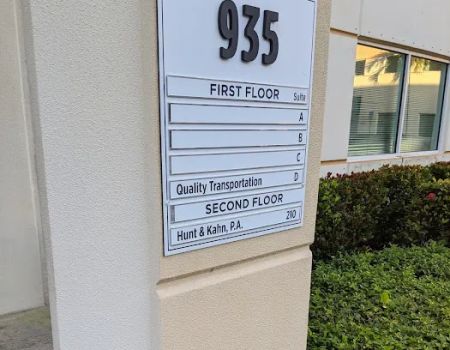 935
FIRST FLOOR Suite
A
B
C
Quality Transportation D
SECOND FLOOR
Hunt & Kahn, P.A. 210